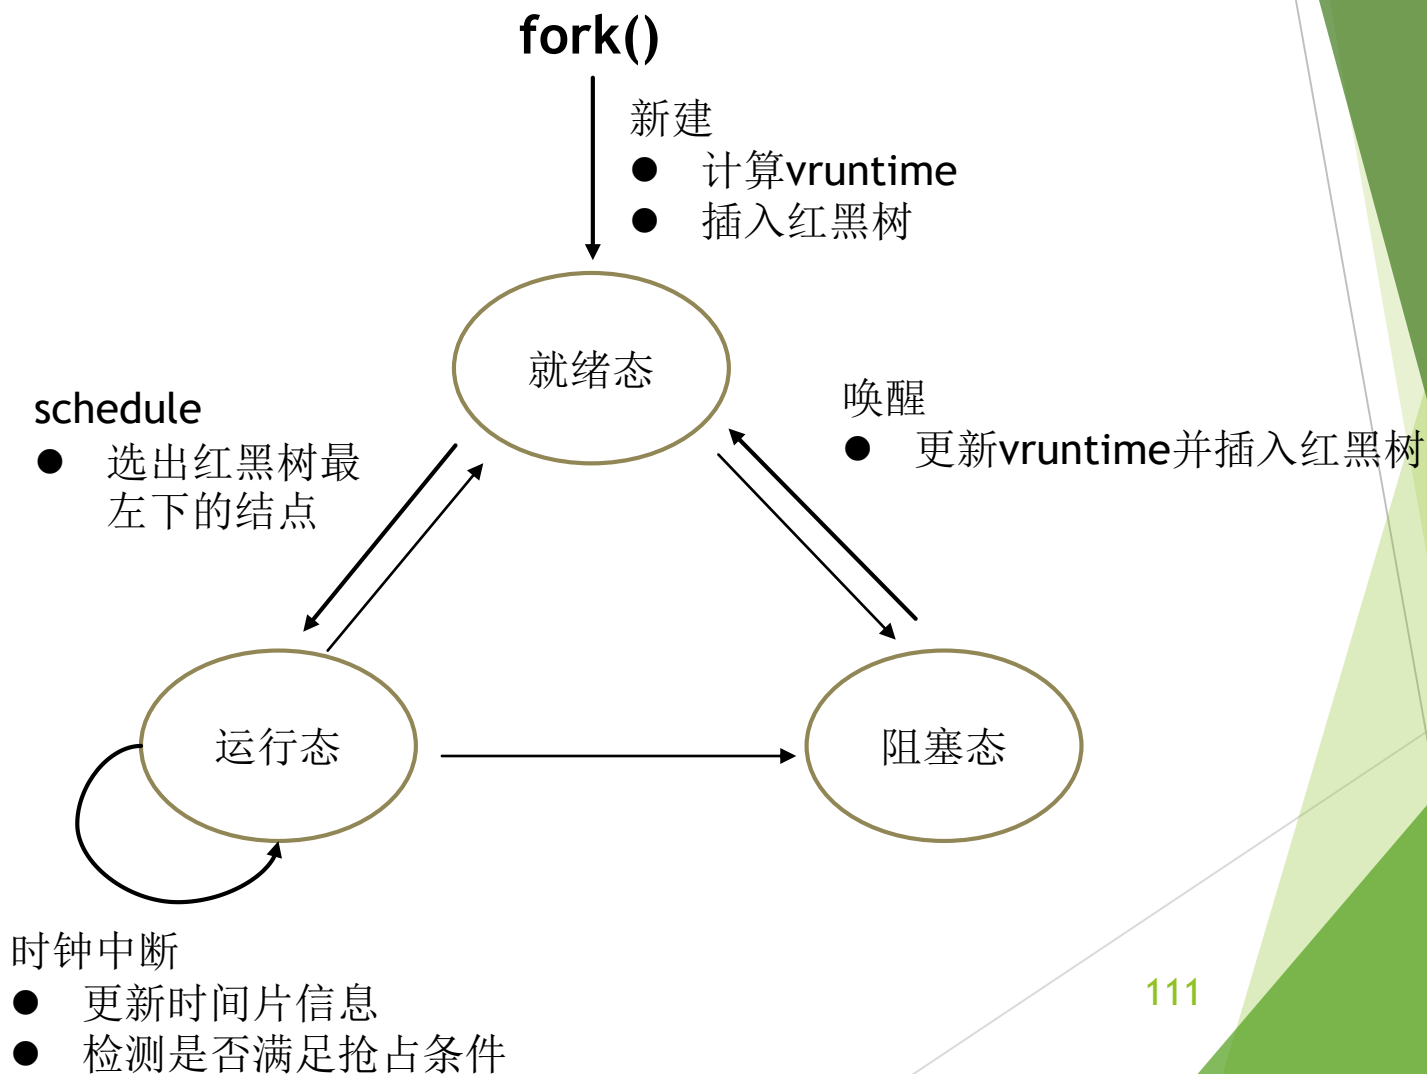 fork()
新建
● 计算vruntime
● 插入红黑树
就绪态
schedule
● 选出红黑树最
左下的结点
唤醒
● 更新vruntime并插入红黑树
运行态
阻塞态
时钟中断
● 更新时间片信息
● 检测是否满足抢占条件
111